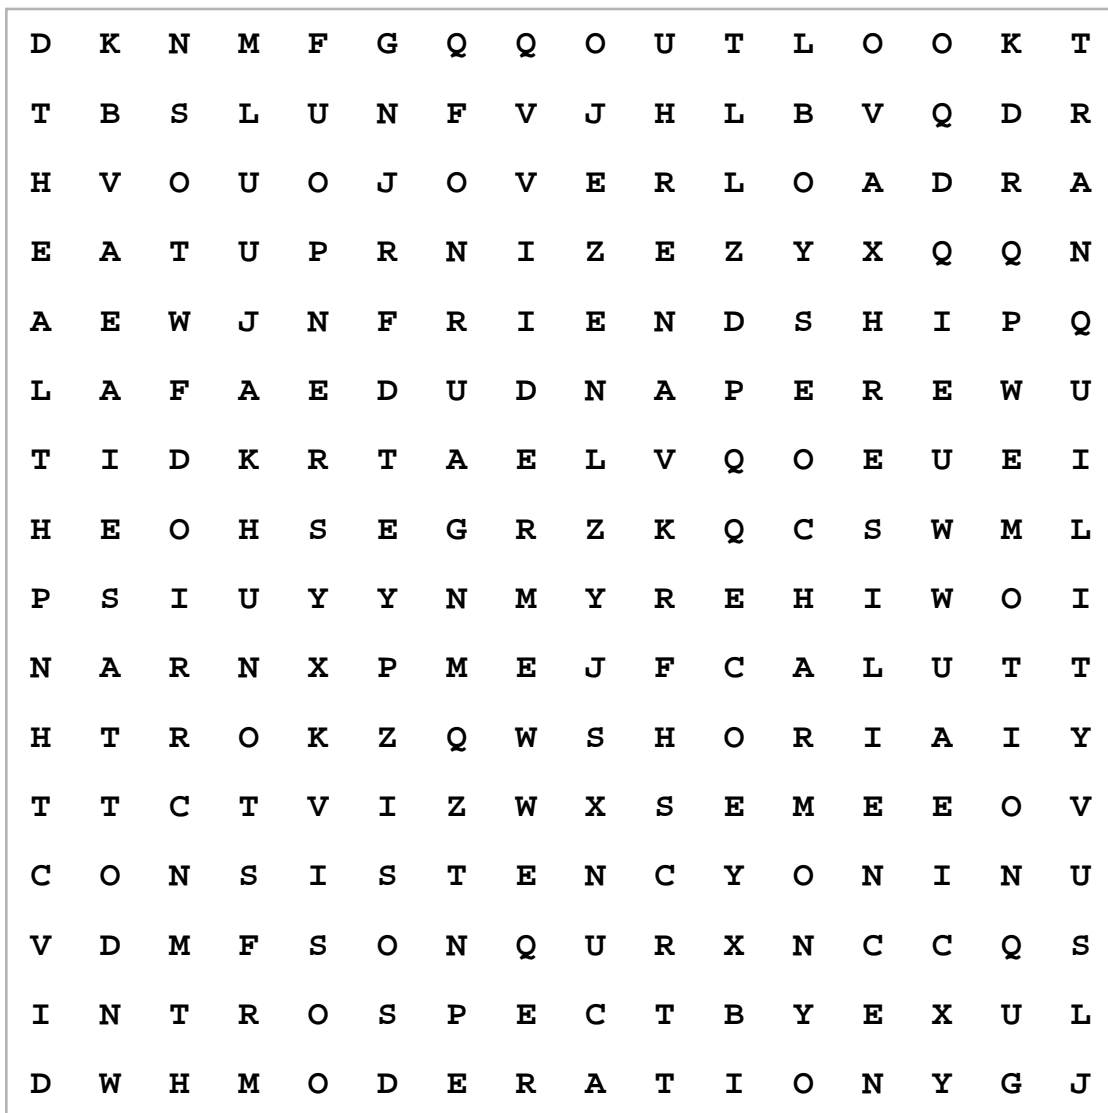 D K N M F G Q Q O U T L O O K T
T B S L U N F V J H L B V Q D R
H V O U O J O V E R L O A D R A
E A T U P R N I Z E Z Y X Q Q N
A E W J N F R I E N D S H I P Q
L A F A E D U D N A P E R E W U
T I D K R T A E L V Q O E U E I
H E O H S E G R Z K Q C S W M L
P S I U Y Y N M Y R E H I W O I
N A R N X P M E J F C A L U T T
H T R O K Z Q W S H O R I A I Y
T T C T V I Z W X S E M E E O V
C O N S I S T E N C Y O N I N U
V D M F S O N Q U R X N C C Q S
I N T R O S P E C T B Y E X U L
D W H M O D E R A T I O N Y G J